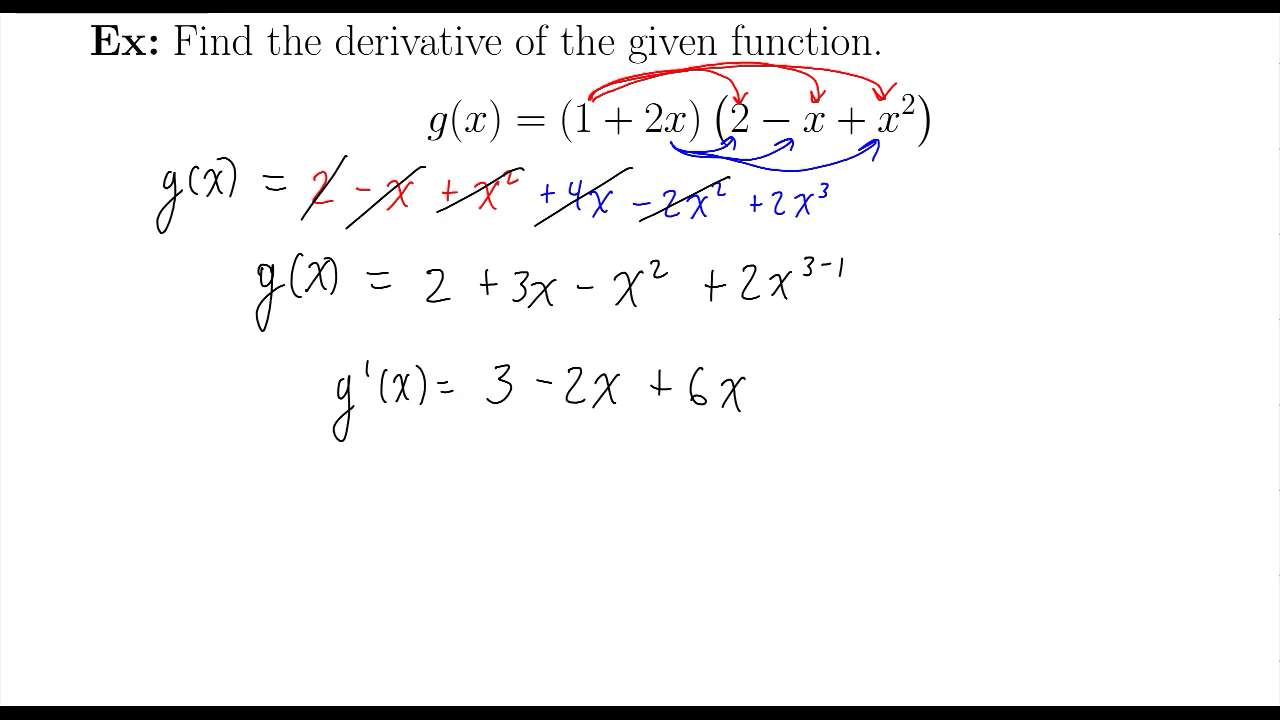 Ex: Find the derivative of the given function.
g(x) = (1 + 2x) (2 − x + x²)
g(x) = 2 - x + x² + 4x - 2x² + 2x³
g(x) = 2 + 3x - x² + 2x³⁻¹
g'(x) = 3 - 2x + 6x